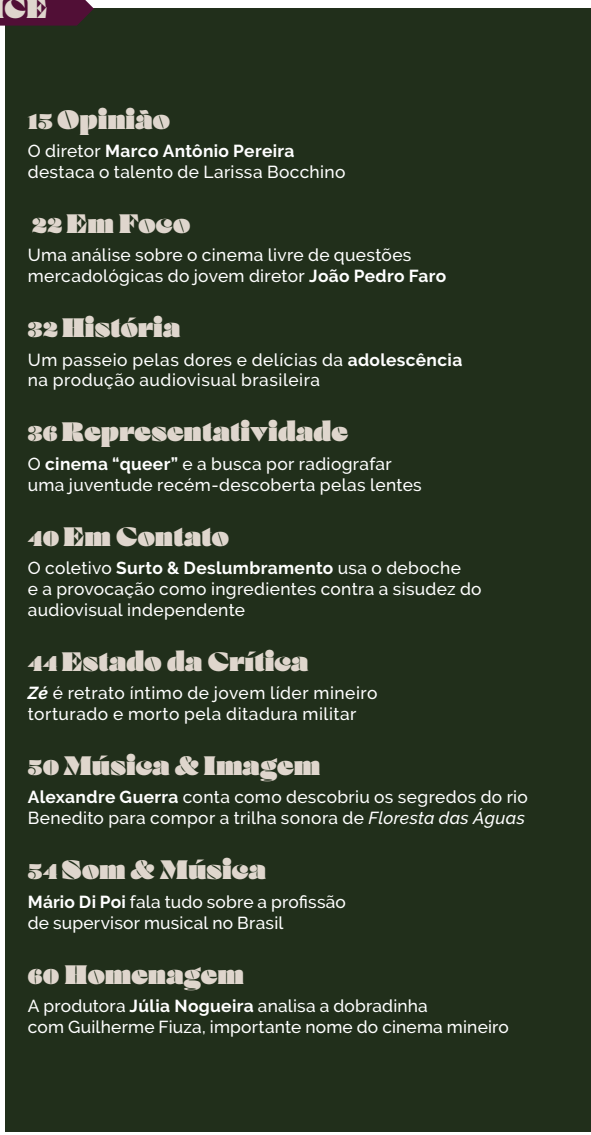 ICE
15 Opinião
O diretor Marco Antônio Pereira
destaca o talento de Larissa Bocchino
22 Em Foco
Uma análise sobre o cinema livre de questões
mercadológicas do jovem diretor João Pedro Faro
32 História
Um passeio pelas dores e delícias da adolescência
na produção audiovisual brasileira
36 Representatividade
O cinema “queer” e a busca por radiografar
uma juventude recém-descoberta pelas lentes
40 Em Contato
O coletivo Surto & Deslumbramento usa o deboche
e a provocação como ingredientes contra a sisudez do
audiovisual independente
44 Estado da Crítica
Zé é retrato íntimo de jovem líder mineiro
torturado e morto pela ditadura militar
50 Música & Imagem
Alexandre Guerra conta como descobriu os segredos do rio
Benedito para compor a trilha sonora de Floresta das Águas
54 Som & Música
Mário Di Poi fala tudo sobre a profissão
de supervisor musical no Brasil
60 Homenagem
A produtora Júlia Nogueira analisa a dobradinha
com Guilherme Fiuza, importante nome do cinema mineiro